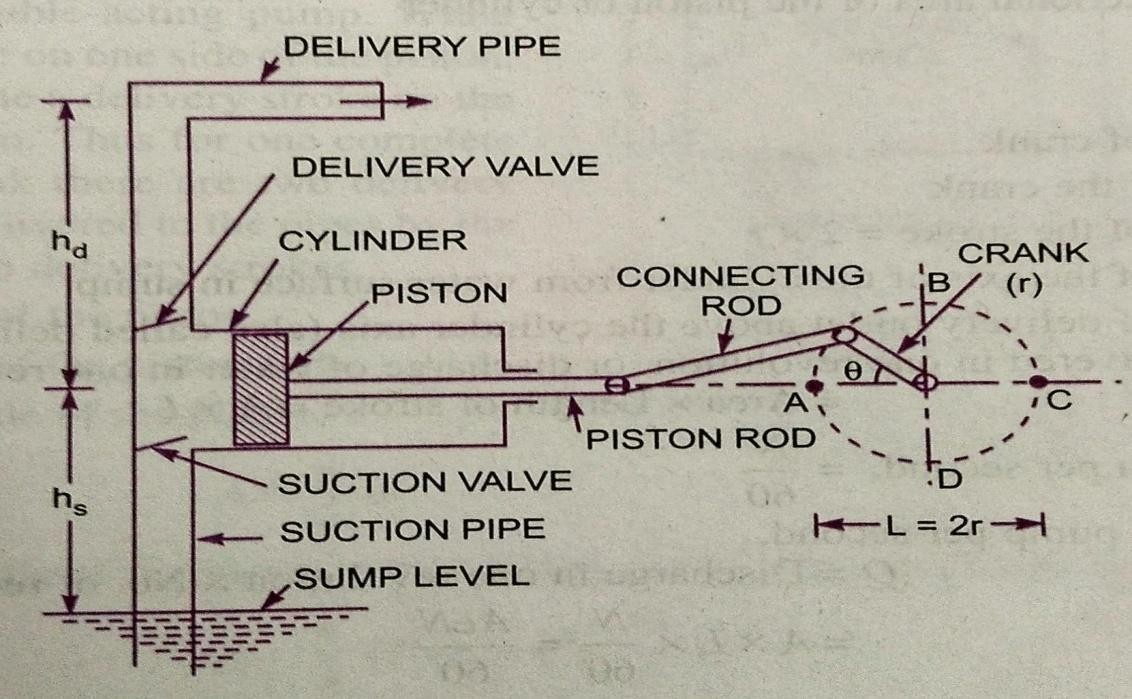 DELIVERY PIPE
DELIVERY VALVE
h_d
CYLINDER
PISTON
CONNECTING
ROD
CRANK
(r)
B
θ
A
C
PISTON ROD
D
SUCTION VALVE
h_s
L = 2r
SUCTION PIPE
SUMP LEVEL